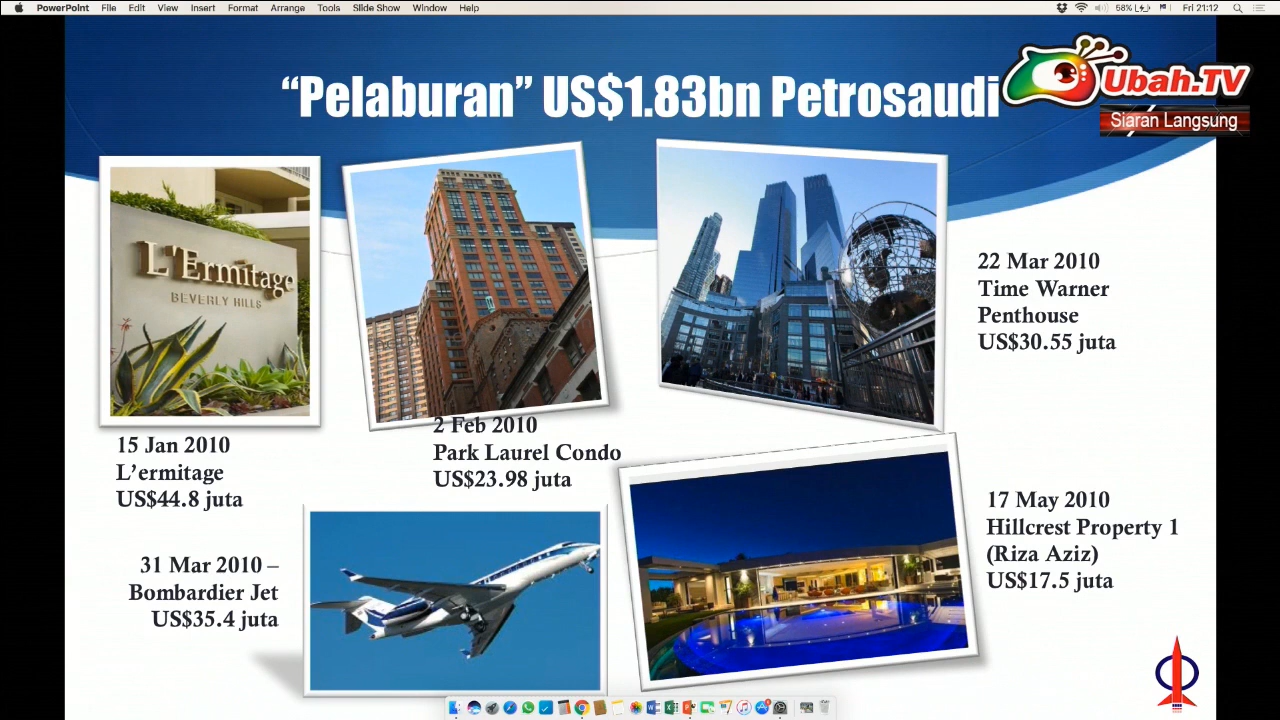 PowerPoint File Edit View Insert Format Arrange Tools Slide Show Window Help 58% Fri 21:12
“Pelaburan” US$1.83bn Petrosaudi
Ubah.TV
Siaran Langsung
L'Ermitage
BEVERLY HILLS
15 Jan 2010
L’ermitage
US$44.8 juta
2 Feb 2010
Park Laurel Condo
US$23.98 juta
22 Mar 2010
Time Warner
Penthouse
US$30.55 juta
31 Mar 2010 –
Bombardier Jet
US$35.4 juta
17 May 2010
Hillcrest Property 1
(Riza Aziz)
US$17.5 juta